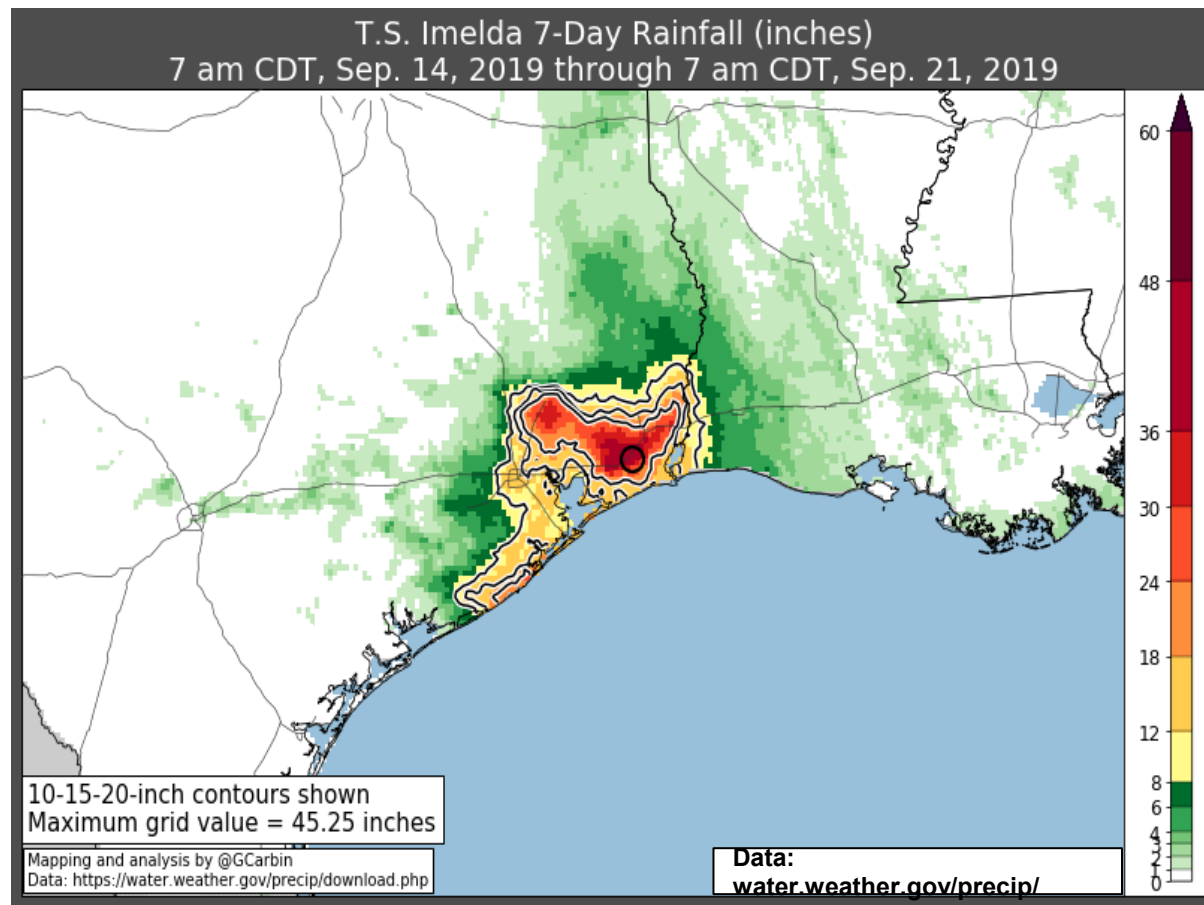 T.S. Imelda 7-Day Rainfall (inches)
7 am CDT, Sep. 14, 2019 through 7 am CDT, Sep. 21, 2019
60
48
36
30
24
18
12
8
6
4
3
2
1
0
10-15-20-inch contours shown
Maximum grid value = 45.25 inches
Mapping and analysis by @GCarbin
Data: https://water.weather.gov/precip/download.php
Data:
water.weather.gov/precip/